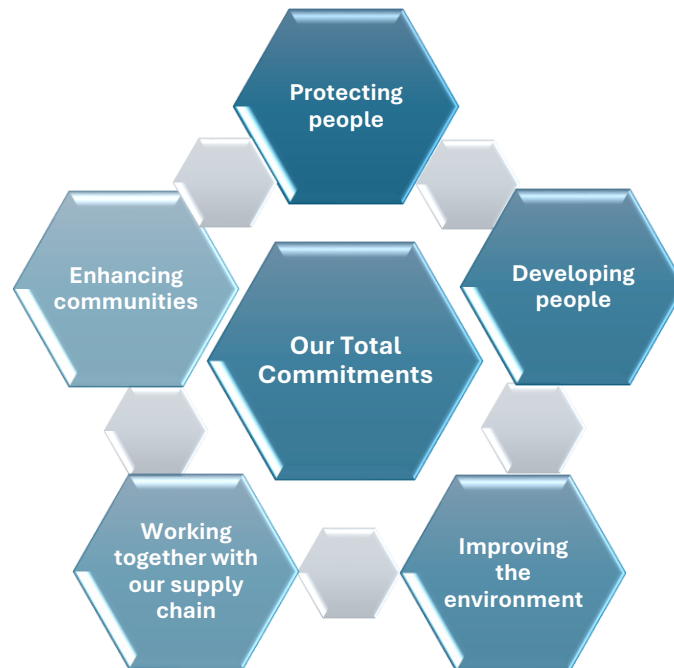 Protecting
people
Developing
people
Enhancing
communities
Our Total
Commitments
Working
together with
our supply
chain
Improving
the
environment